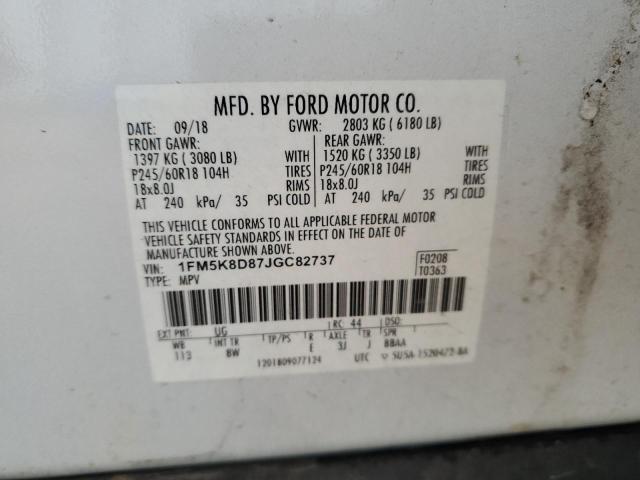 MFD. BY FORD MOTOR CO.
DATE: 09/18 GVWR: 2803 KG ( 6180 LB)
FRONT GAWR: REAR GAWR:
1397 KG ( 3080 LB) WITH 1520 KG ( 3350 LB) WITH
P245/60R18 104H TIRES P245/60R18 104H TIRES
18x8.0J RIMS 18x8.0J RIMS
AT 240 kPa/ 35 PSI COLD AT 240 kPa/ 35 PSI COLD
THIS VEHICLE CONFORMS TO ALL APPLICABLE FEDERAL MOTOR
VEHICLE SAFETY STANDARDS IN EFFECT ON THE DATE OF
MANUFACTURE SHOWN ABOVE.
VIN: 1FM5K8D87JGC82737 F0208
TYPE: MPV T0363
EXT PNT: UG RC: 44 DSO:
WB INT TR TP/PS R AXLE TR SPR
113 8W E 3J J BBAA
1201809077124 UTC